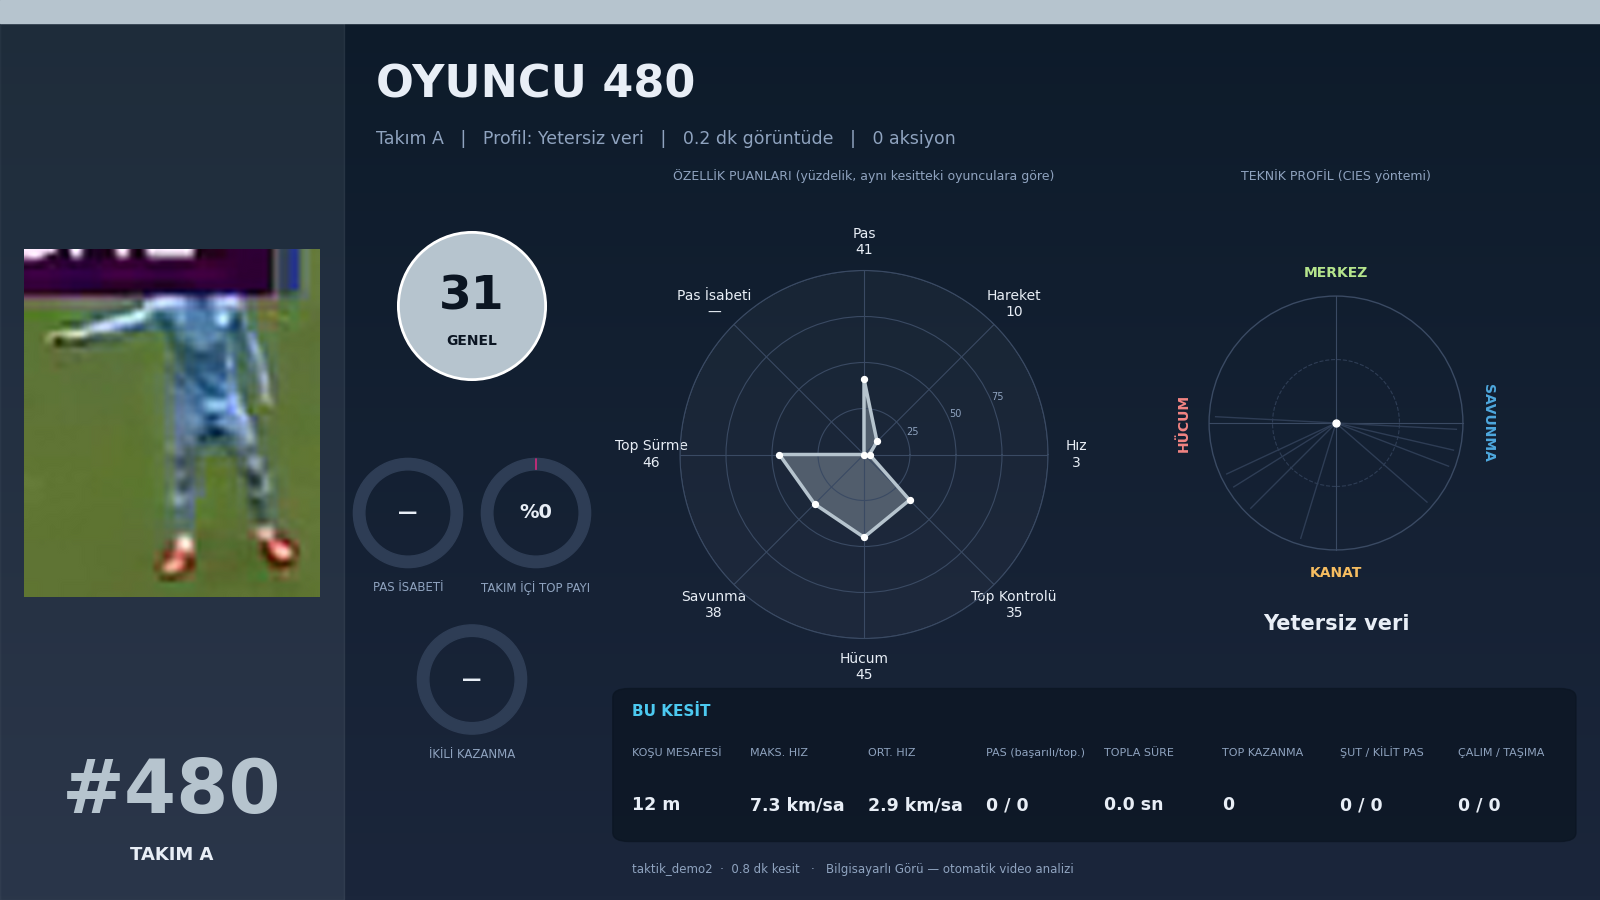 OYUNCU 480
Takım A | Profil: Yetersiz veri | 0.2 dk görüntüde | 0 aksiyon
ÖZELLİK PUANLARI (yüzdelik, aynı kesitteki oyunculara göre)
TEKNİK PROFİL (CIES yöntemi)
31
GENEL
—
PAS İSABETİ
%0
TAKIM İÇİ TOP PAYI
—
İKİLİ KAZANMA
Pas
41
Pas İsabeti
—
Hareket
10
75
50
25
Top Sürme
46
Hız
3
Savunma
38
Top Kontrolü
35
Hücum
45
MERKEZ
HÜCUM
SAVUNMA
KANAT
Yetersiz veri
#480
TAKIM A
BU KESİT
KOŞU MESAFESİ MAKS. HIZ ORT. HIZ PAS (başarılı/top.) TOPLA SÜRE TOP KAZANMA ŞUT / KİLİT PAS ÇALIM / TAŞIMA
12 m 7.3 km/sa 2.9 km/sa 0 / 0 0.0 sn 0 0 / 0 0 / 0
taktik_demo2 · 0.8 dk kesit · Bilgisayarlı Görü — otomatik video analizi